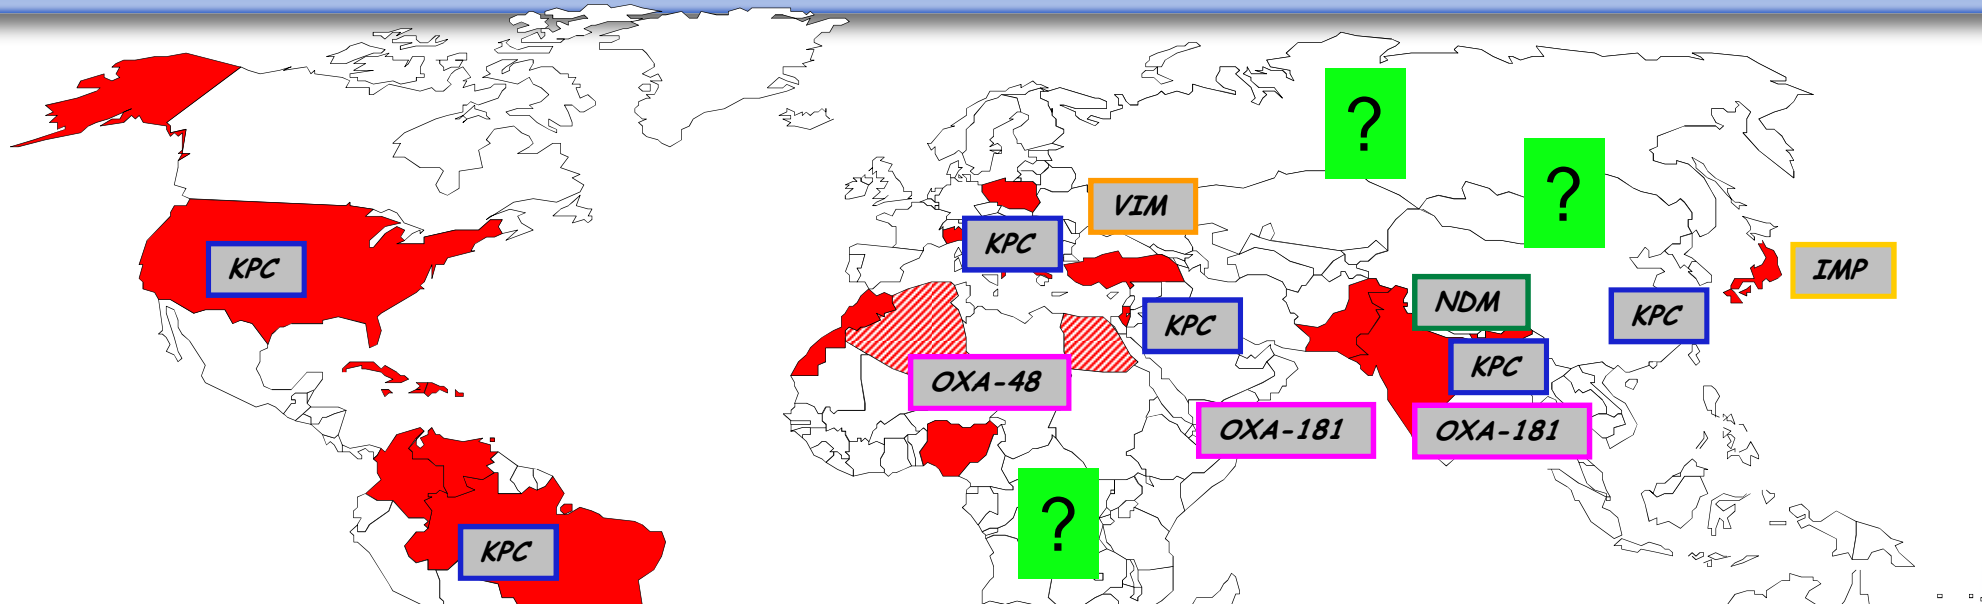 ?
?
VIM
KPC
KPC
IMP
NDM
KPC
KPC
KPC
OXA-48
OXA-181
OXA-181
?
KPC